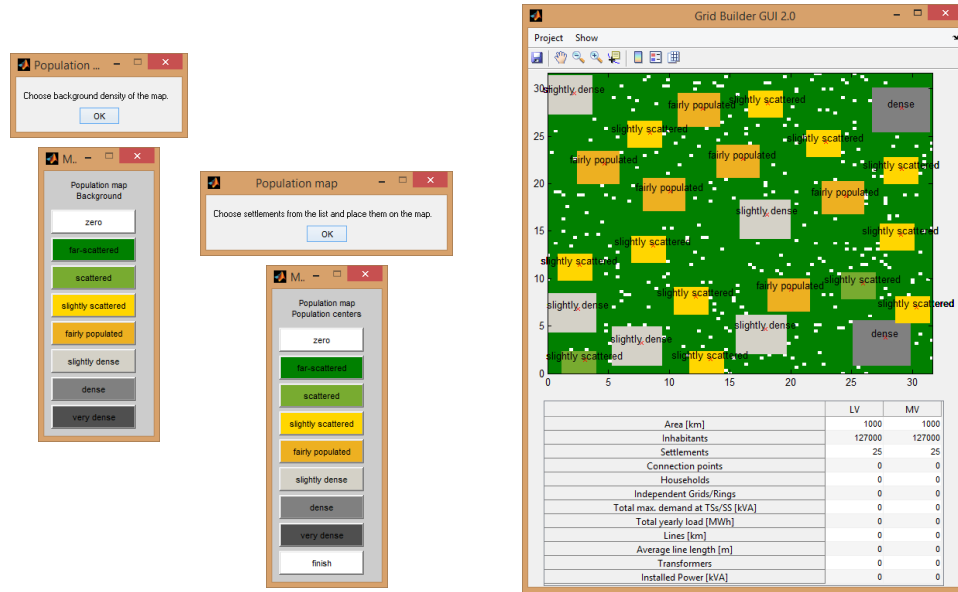 Population ...
Choose background density of the map.
OK
M..
Population map
Background
zero
far-scattered
scattered
slightly scattered
fairly populated
slightly dense
dense
very dense
Population map
Choose settlements from the list and place them on the map.
OK
M..
Population map
Population centers
zero
far-scattered
scattered
slightly scattered
fairly populated
slightly dense
dense
very dense
finish
Grid Builder GUI 2.0
Project Show
30
25
20
15
10
5
0
slightly, dense
fairly populated
slightly scattered
dense
slightly scattered
slightly scattered
fairly populated
fairly populated
slightly scattered
fairly populated
fairly populated
slightly, dense
slightly scattered
slightly scattered
slightly scattered
slightly scattered
slightly, dense
slightly scattered
fairly populated
slightly scattered
slightly, dense
slightly, dense
dense
slightly scattered
slightly scattered
0 5 10 15 20 25 30
LV MV
Area [km] 1000 1000
Inhabitants 127000 127000
Settlements 25 25
Connection points 0 0
Households 0 0
Independent Grids/Rings 0 0
Total max. demand at TSs/SS [kVA] 0 0
Total yearly load [MWh] 0 0
Lines [km] 0 0
Average line length [m] 0 0
Transformers 0 0
Installed Power [kVA] 0 0